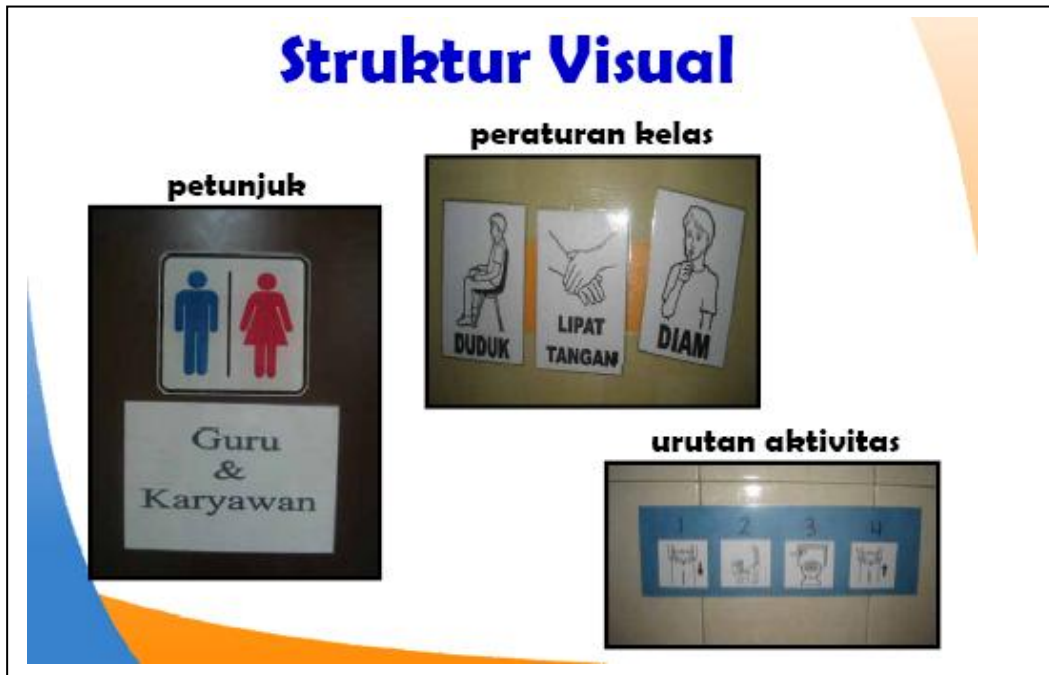 Struktur Visual
peraturan kelas
petunjuk
DUDUK
LIPAT
TANGAN
DIAM
Guru
&
Karyawan
urutan aktivitas
1 2 3 4